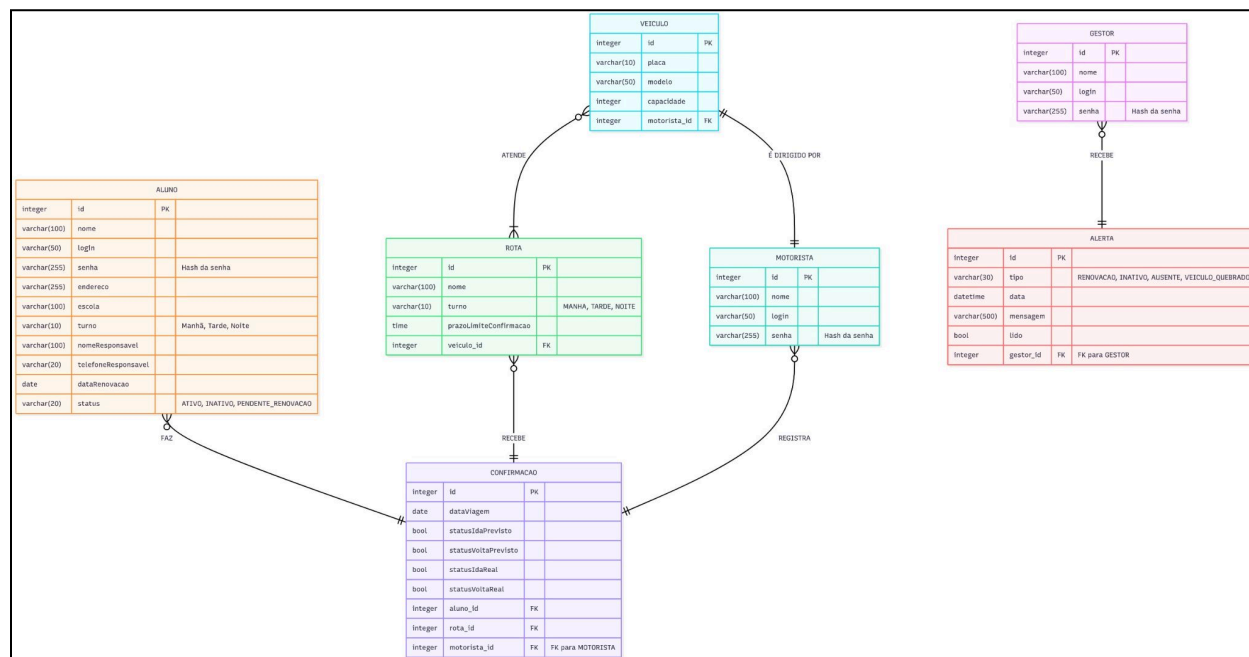 VEICULO
integer id PK
varchar(10) placa
varchar(50) modelo
integer capacidade
integer motorista_id FK
GESTOR
integer id PK
varchar(100) nome
varchar(50) login
varchar(255) senha Hash da senha
ATENDE
É DIRIGIDO POR
RECEBE
ALUNO
integer id PK
varchar(100) nome
varchar(50) login
varchar(255) senha Hash da senha
varchar(255) endereco
varchar(100) escola
varchar(10) turno Manhã, Tarde, Noite
varchar(100) nomeResponsavel
varchar(20) telefoneResponsavel
date dataRenovacao
varchar(20) status ATIVO, INATIVO, PENDENTE_RENOVACAO
ROTA
integer id PK
varchar(100) nome
varchar(10) turno MANHA, TARDE, NOITE
time prazoLimiteConfirmacao
integer veiculo_id FK
MOTORISTA
integer id PK
varchar(100) nome
varchar(50) login
varchar(255) senha Hash da senha
ALERTA
integer id PK
varchar(30) tipo RENOVACAO, INATIVO, AUSENTE, VEICULO_QUEBRADO
datetime data
varchar(500) mensagem
bool lido
integer gestor_id FK FK para GESTOR
FAZ
RECEBE
REGISTRA
CONFIRMACAO
integer id PK
date dataViagem
bool statusIdaPrevisto
bool statusVoltaPrevisto
bool statusIdaReal
bool statusVoltaReal
integer aluno_id FK
integer rota_id FK
integer motorista_id FK FK para MOTORISTA